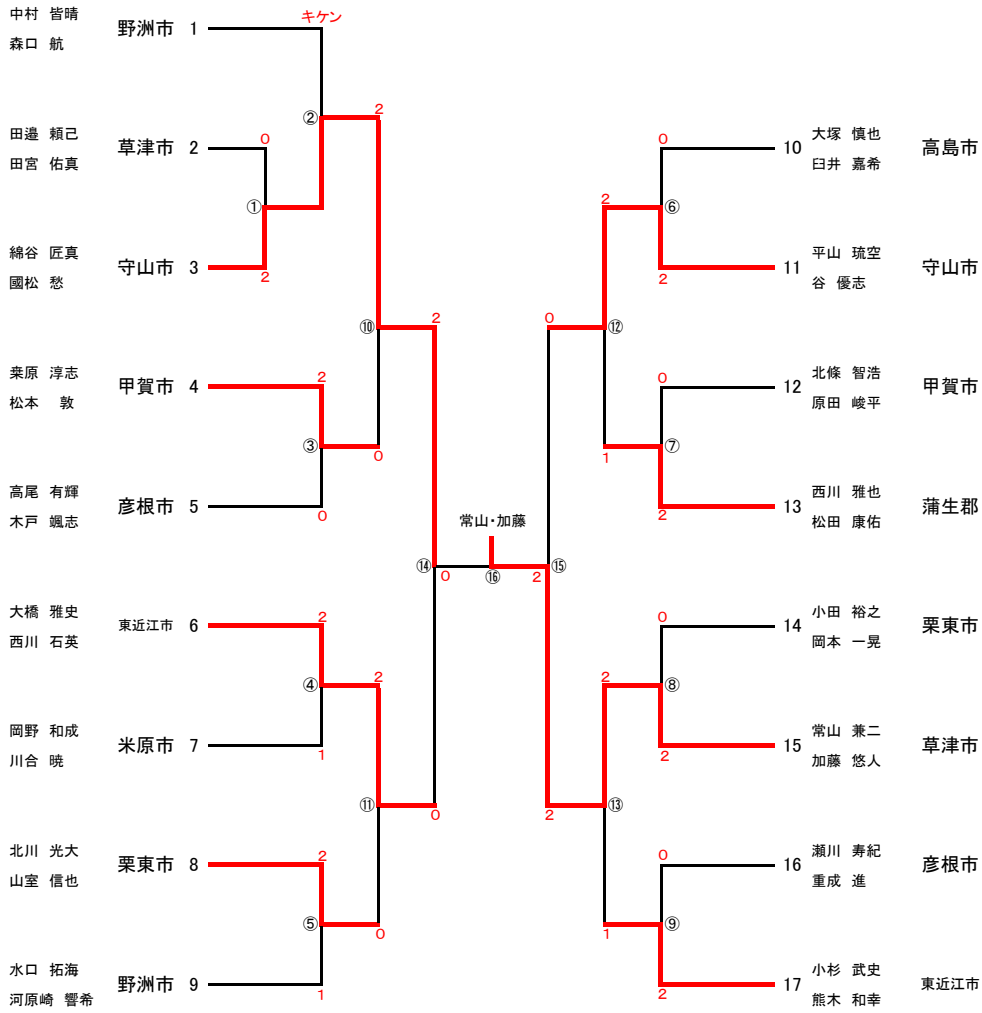 中村 皆晴
森口 航
野洲市 1
キケン
②
2
田邉 頼己
田宮 佑真
草津市 2
0
①
綿谷 匠真
國松 愁
守山市 3
2
⑩
2
桒原 淳志
松本 敦
甲賀市 4
2
③
0
高尾 有輝
木戸 颯志
彦根市 5
0
常山・加藤
⑭
0
⑯
2
⑮
大橋 雅史
西川 石英
東近江市 6
2
④
2
岡野 和成
川合 暁
米原市 7
1
⑪
0
北川 光大
山室 信也
栗東市 8
2
⑤
0
水口 拓海
河原崎 響希
野洲市 9
1
0
10
大塚 慎也
臼井 嘉希
高島市
2
⑥
2
11
平山 琉空
谷 優志
守山市
0
⑫
0
12
北條 智浩
原田 峻平
甲賀市
1
⑦
2
13
西川 雅也
松田 康佑
蒲生郡
0
14
小田 裕之
岡本 一晃
栗東市
2
⑧
2
15
常山 兼二
加藤 悠人
草津市
2
⑬
0
16
瀬川 寿紀
重成 進
彦根市
1
⑨
2
17
小杉 武史
熊木 和幸
東近江市